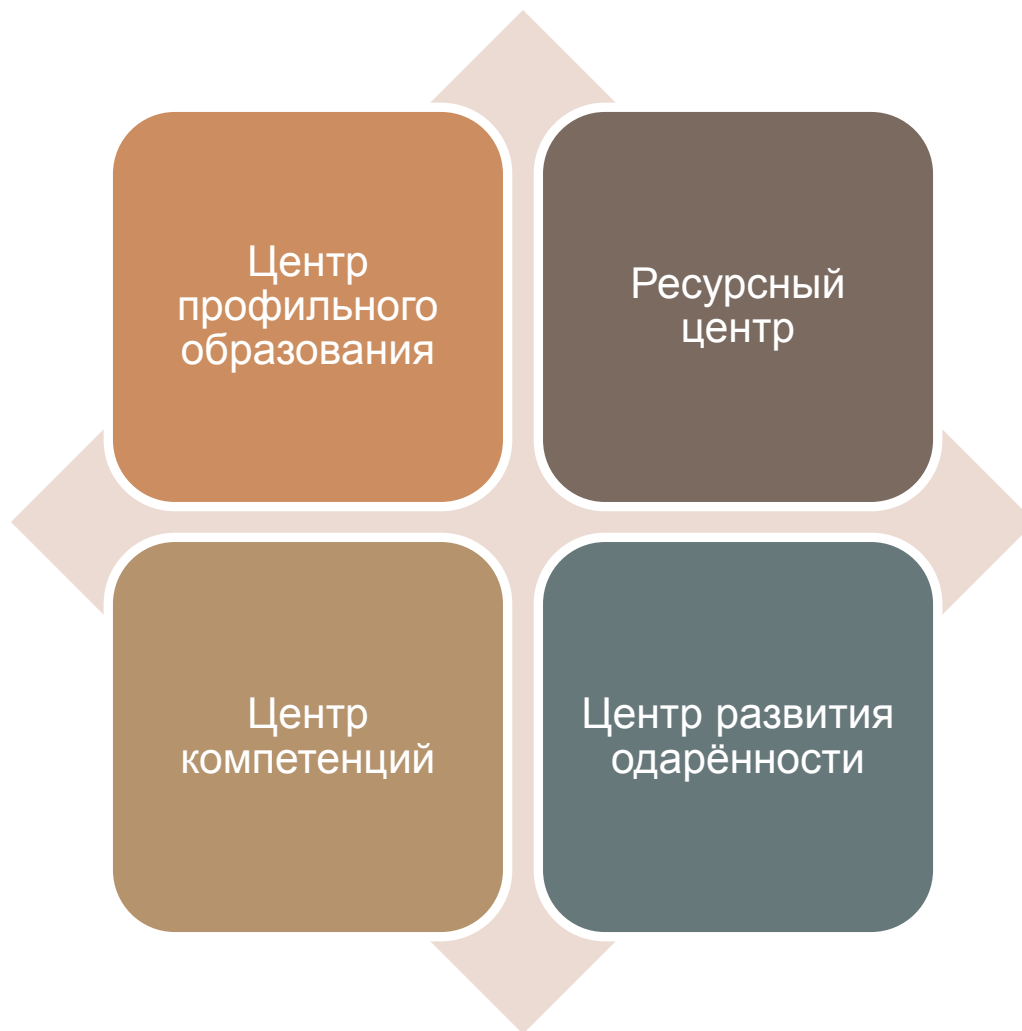 Центр
профильного
образования
Ресурсный
центр
Центр
компетенций
Центр развития
одарённости